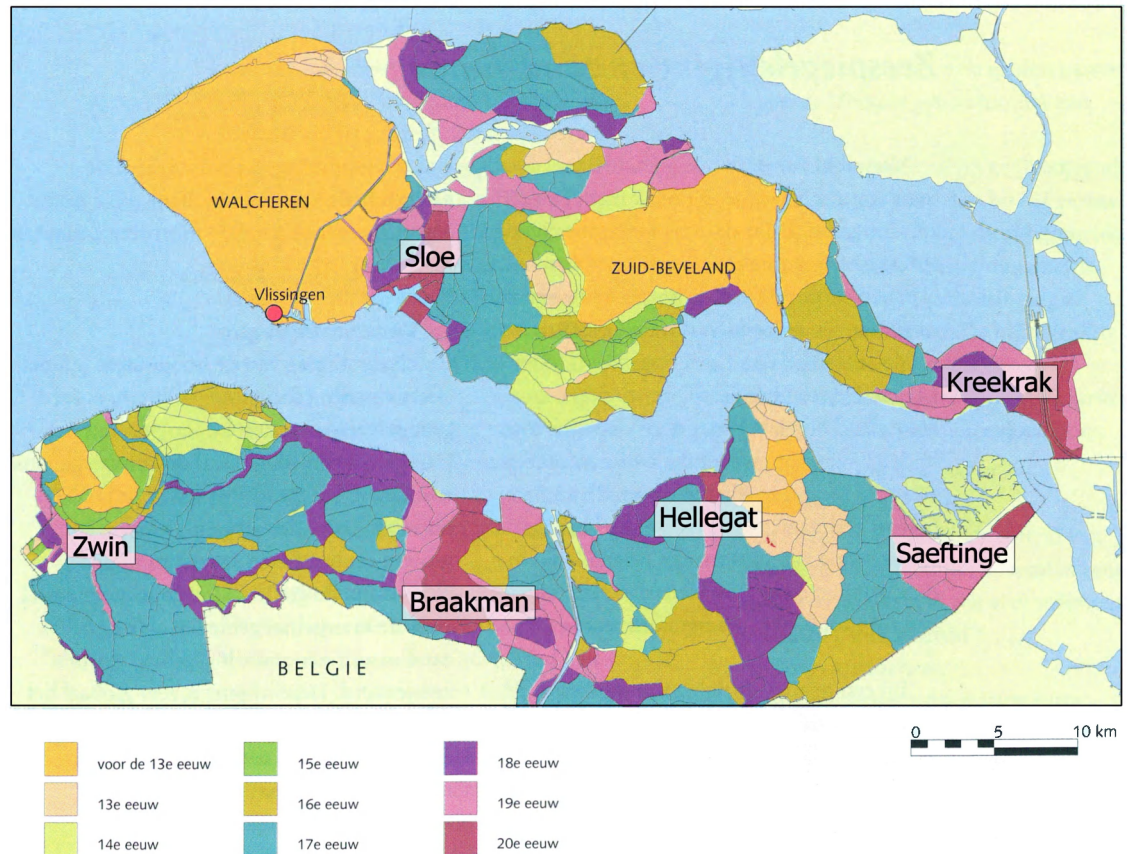 WALCHEREN
Sloe
ZUID-BEVELAND
Vlissingen
Kreekrak
Zwin
Hellegat
Saeftinge
Braakman
BELGIE
0 5 10 km
voor de 13e eeuw
13e eeuw
14e eeuw
15e eeuw
16e eeuw
17e eeuw
18e eeuw
19e eeuw
20e eeuw